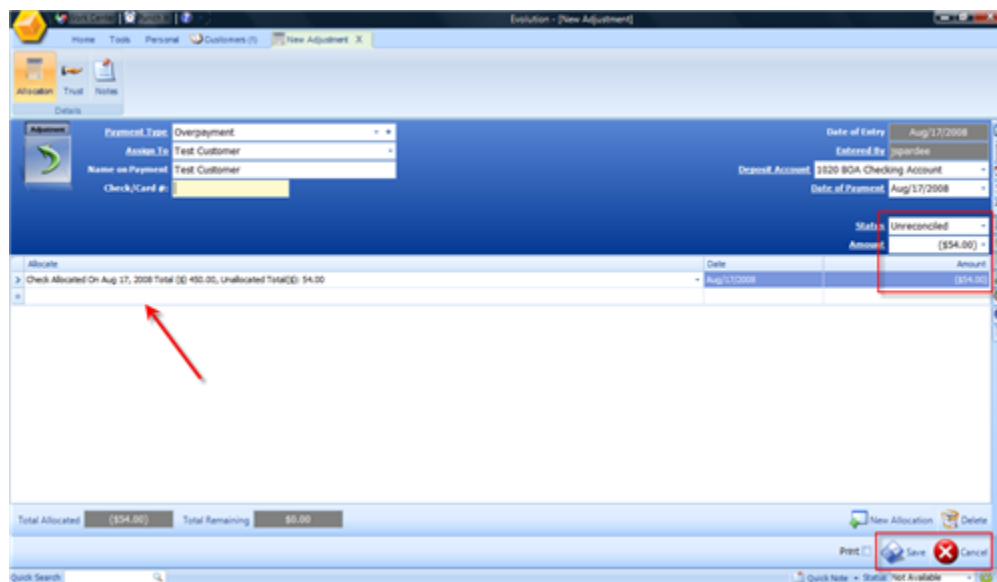 Evolution - [New Adjustment]
Home Tools Personal Customers (1) New Adjustment X
Allocation Trust Notes
Details
Adjustment
Payment Type Overpayment
Date of Entry Aug/17/2008
Assign To Test Customer
Entered By jspardee
Name on Payment Test Customer
Deposit Account 1020 BOA Checking Account
Check/Card #:
Date of Payment Aug/17/2008
Status Unreconciled
Amount ($54.00)
Allocate Date Amount
Check Allocated On Aug 17, 2008 Total ($) 450.00, Unallocated Total($): 54.00 Aug/17/2008 ($54.00)
Total Allocated ($54.00) Total Remaining $0.00 New Allocation Delete
Print Save Cancel
Quick Search Quick Note Status Not Available